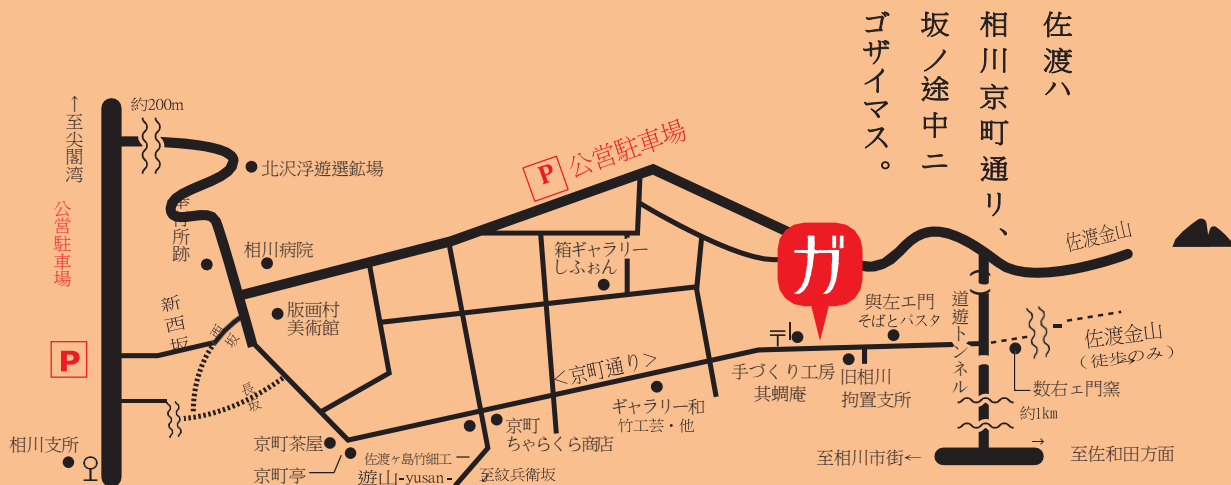 佐渡ハ
相川京町通リ、
坂ノ途中ニ
ゴザイマス。
↑至尖閣湾
約200m
北沢浮遊選鉱場
公営駐車場
P
奉行所跡
相川病院
新西坂
西坂
長坂
版画村
美術館
P 公営駐車場
箱ギャラリー
しふぉん
ガ
佐渡金山
與左エ門
そばとパスタ
道遊トンネル
佐渡金山
（徒歩のみ）
数右ェ門窯
約1km
〒
手づくり工房
其蜩庵
旧相川
拘置支所
＜京町通り＞
ギャラリー和
竹工芸・他
京町
ちゃらくら商店
京町茶屋
京町亭
佐渡ヶ島竹細工
遊山-yusan-
至紋兵衛坂
相川支所
至相川市街←
→
至佐和田方面